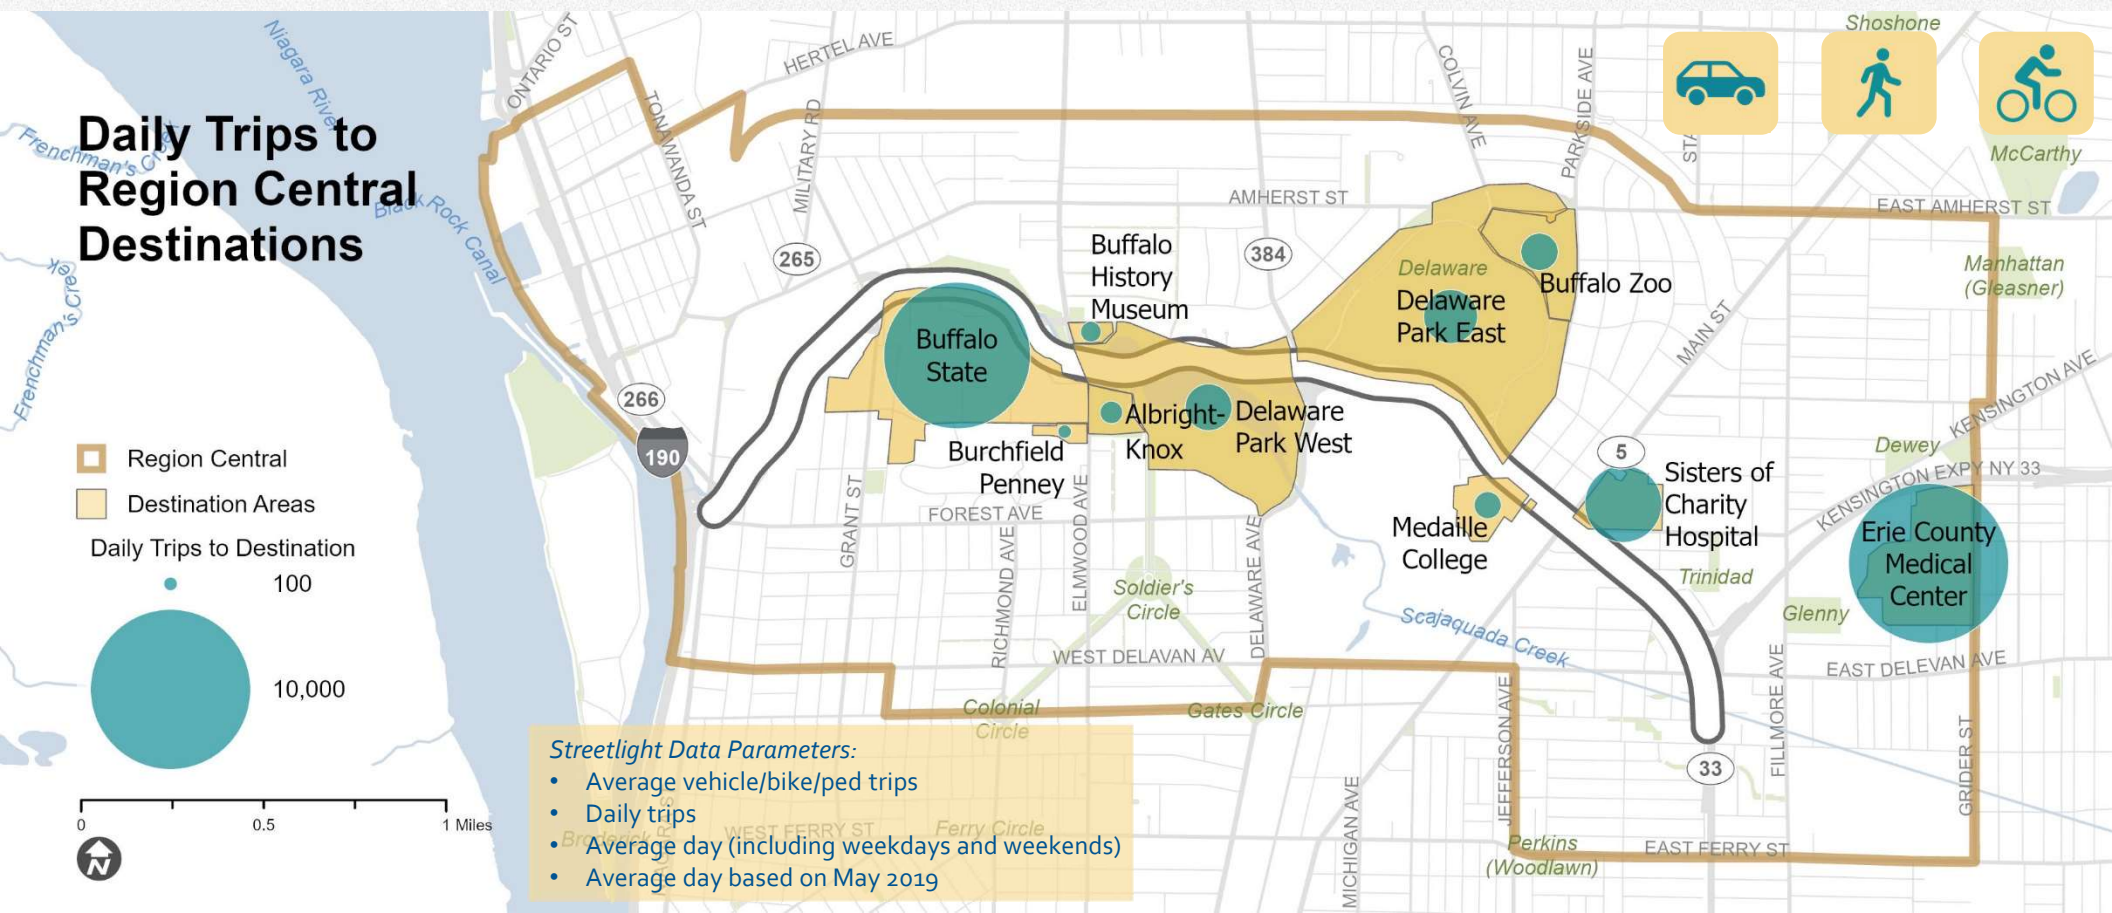 Daily Trips to
Region Central
Destinations
Niagara River
Frenchman's Creek
Black Rock Canal
Frenchman's Creek
ONTARIO ST
HERTEL AVE
TONAWANDA ST
MILITARY RD
COLVIN AVE
PARKSIDE AVE
Shoshone
McCarthy
AMHERST ST
EAST AMHERST ST
265
384
266
190
Buffalo
History
Museum
Delaware
Delaware
Park East
Buffalo Zoo
Manhattan
(Gleasner)
MAIN ST
Buffalo
State
Albright-
Knox
Delaware
Park West
Burchfield
Penney
KENSINGTON AVE
Dewey
KENSINGTON EXPY NY 33
5
Sisters of
Charity
Hospital
Medaille
College
Erie County
Medical
Center
Region Central
Destination Areas
Daily Trips to Destination
100
10,000
GRANT ST
FOREST AVE
RICHMOND AVE
ELMWOOD AVE
DELAWARE AVE
Soldier's
Circle
Trinidad
Glenny
Scajaquada Creek
WEST DELAVAN AV
EAST DELEVAN AVE
Colonial
Circle
Gates Circle
JEFFERSON AVE
FILLMORE AVE
GRIDER ST
33
MICHIGAN AVE
Perkins
(Woodlawn)
EAST FERRY ST
WEST FERRY ST
Ferry Circle
Broderick
Streetlight Data Parameters:
• Average vehicle/bike/ped trips
• Daily trips
• Average day (including weekdays and weekends)
• Average day based on May 2019
0
0.5
1 Miles
N